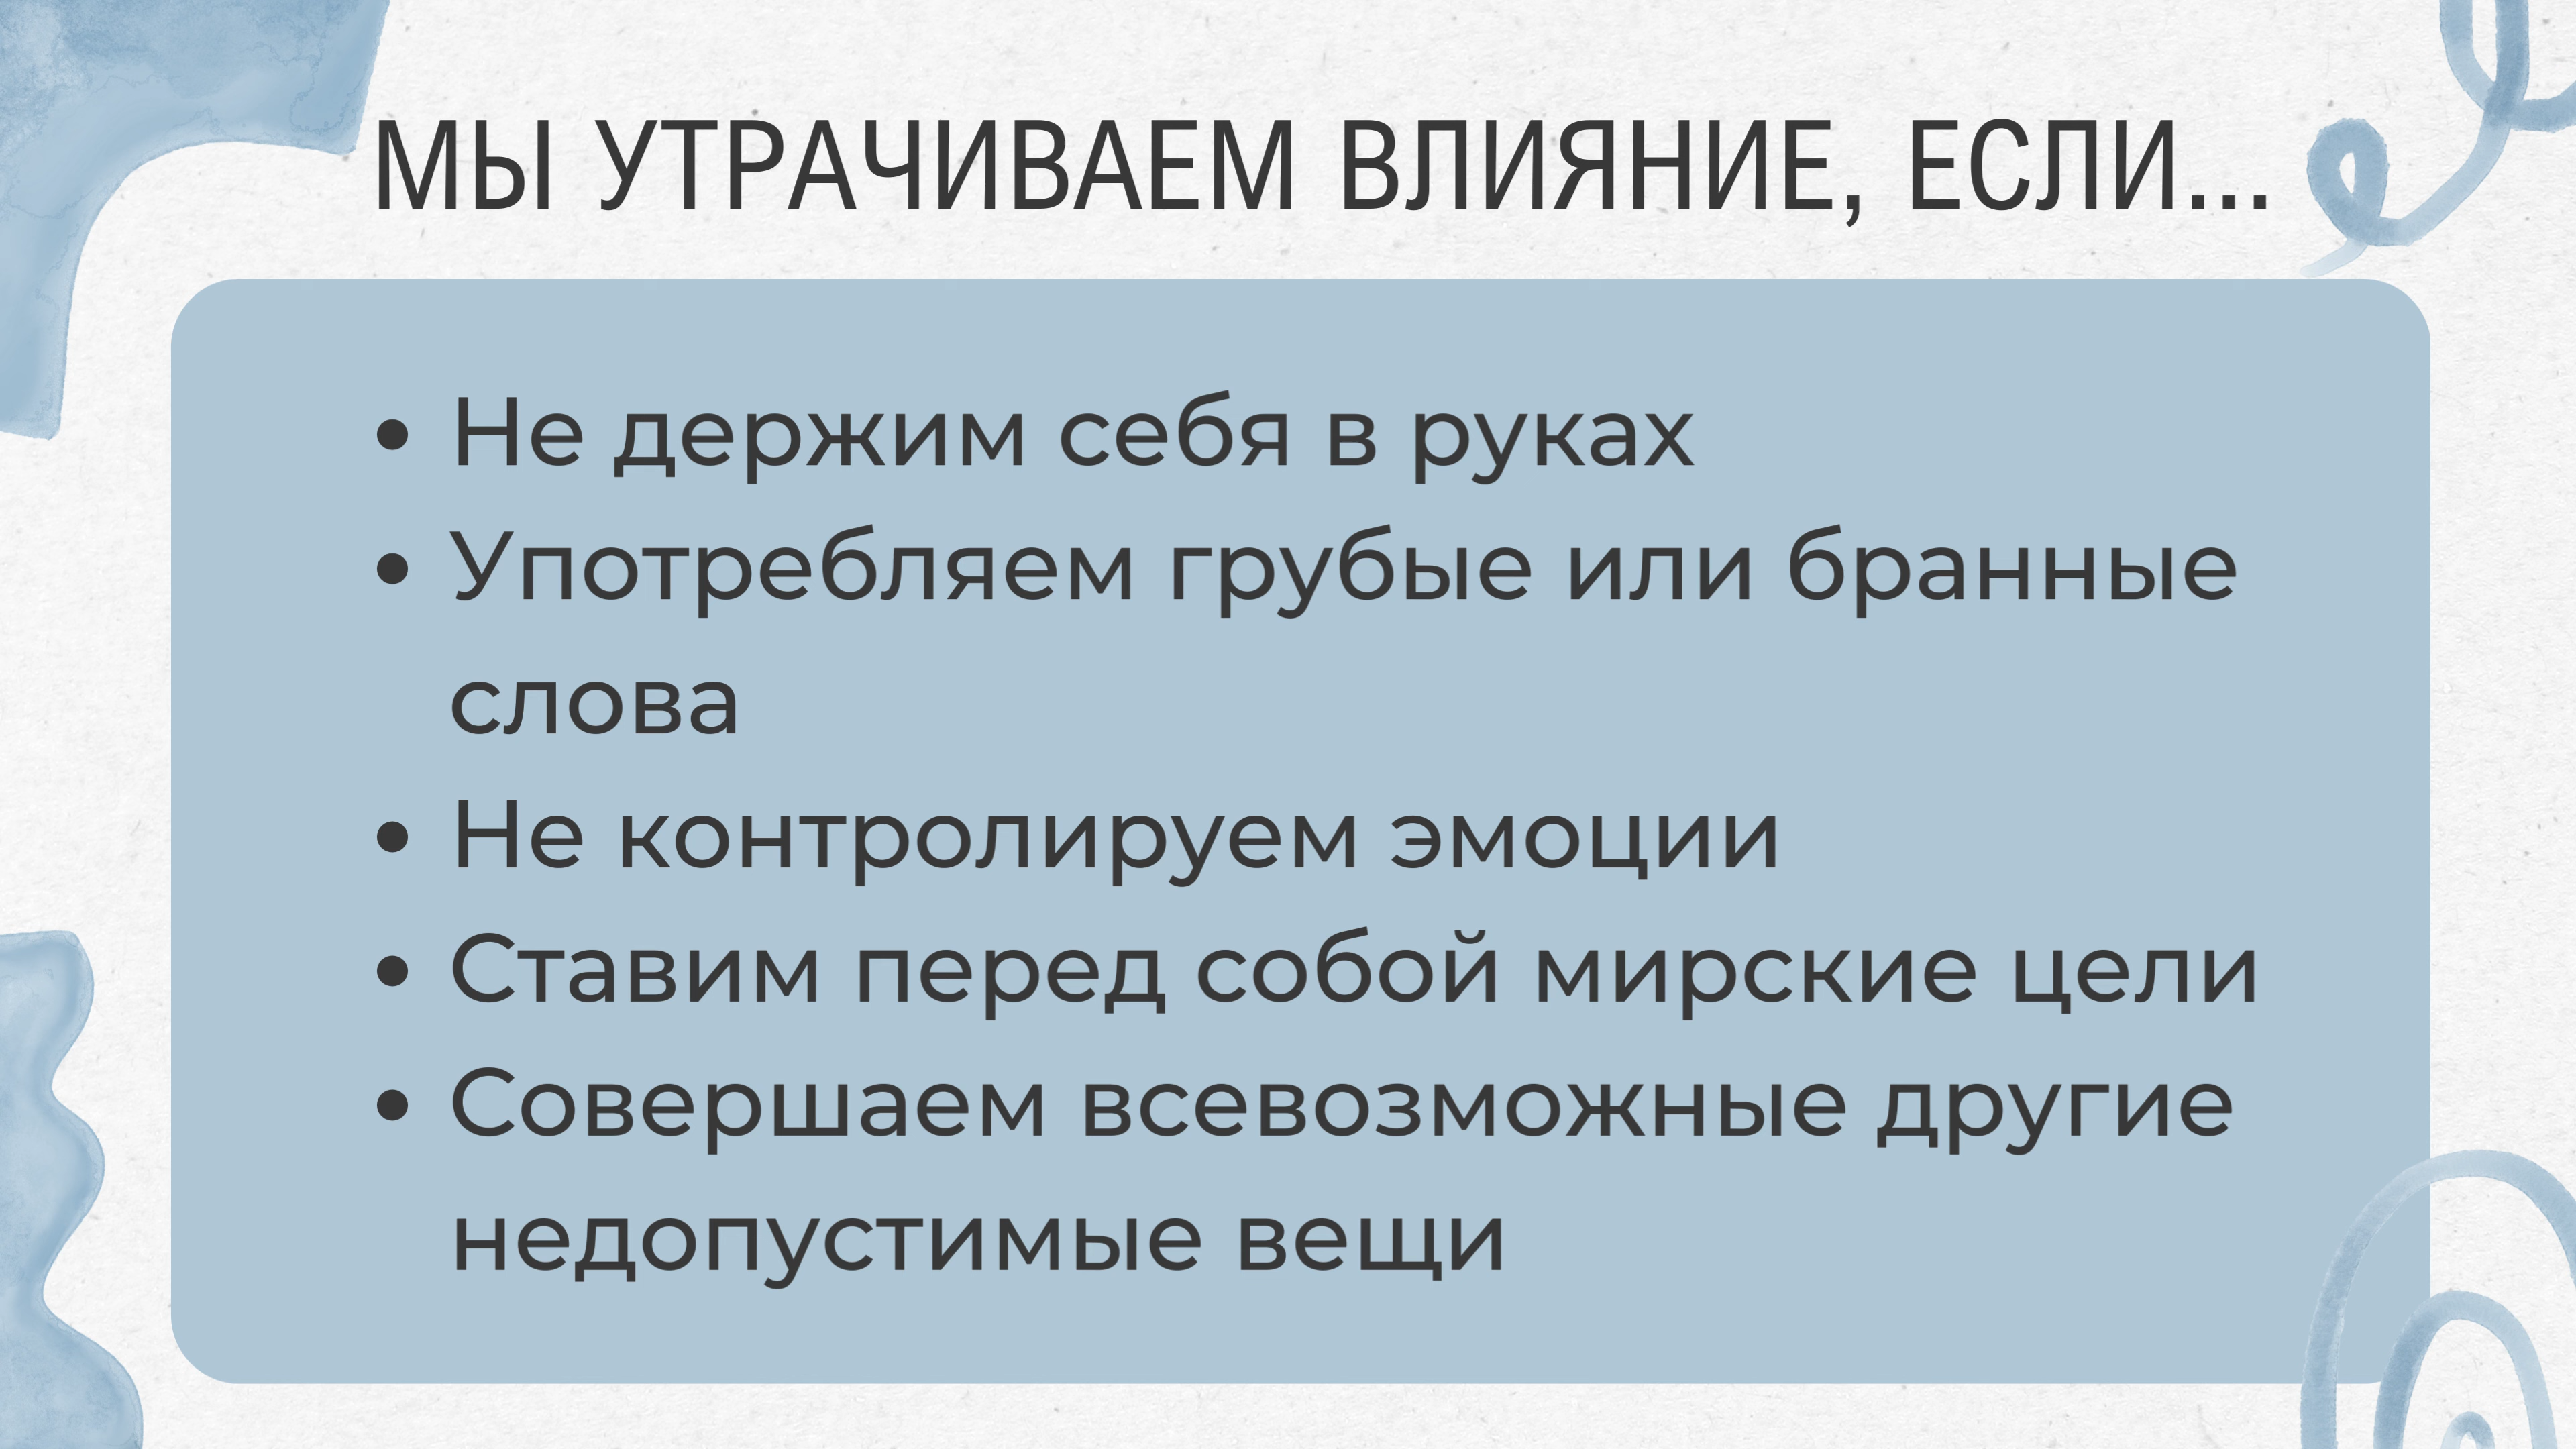 МЫ УТРАЧИВАЕМ ВЛИЯНИЕ, ЕСЛИ...
• Не держим себя в руках
• Употребляем грубые или бранные
слова
• Не контролируем эмоции
• Ставим перед собой мирские цели
• Совершаем всевозможные другие
недопустимые вещи